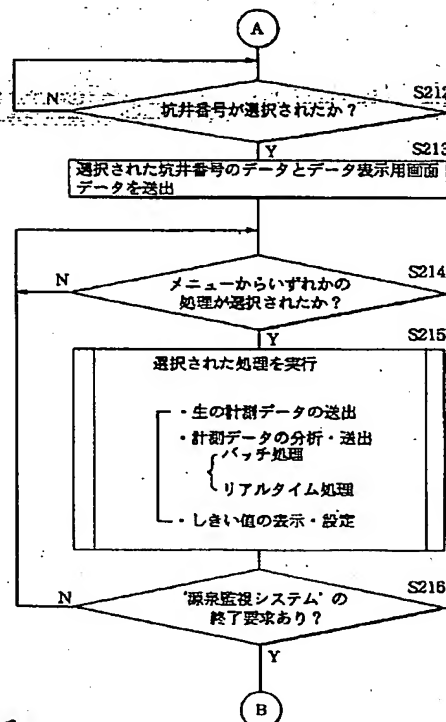 A
S212
N
坑井番号が選択されたか?
Y
S213
選択された坑井番号のデータとデータ表示用画面
データを送出
S214
N
メニューからいずれかの
処理が選択されたか?
Y
S215
選択された処理を実行
・生の計測データの送出
・計測データの分析・送出
バッチ処理
リアルタイム処理
・しきい値の表示・設定
S216
N
'源泉監視システム'の
終了要求あり?
Y
B